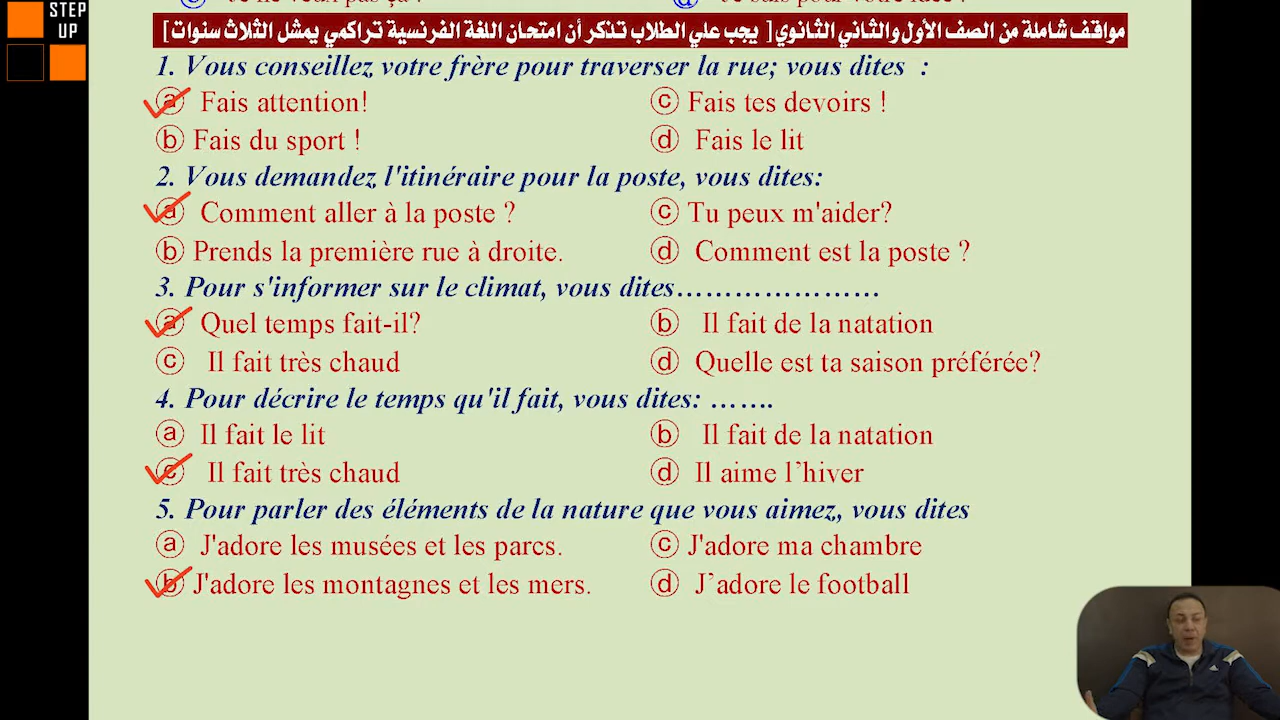 STEP
UP
مواقف شاملة من الصف الأول والثاني الثانوي [ يجب علي الطلاب تذكر أن امتحان اللغة الفرنسية تراكمي يمثل الثلاث سنوات]
1. Vous conseillez votre frère pour traverser la rue; vous dites :
ⓐ Fais attention! ⓒ Fais tes devoirs !
ⓑ Fais du sport ! ⓓ Fais le lit
2. Vous demandez l'itinéraire pour la poste, vous dites:
ⓐ Comment aller à la poste ? ⓒ Tu peux m'aider?
ⓑ Prends la première rue à droite. ⓓ Comment est la poste ?
3. Pour s'informer sur le climat, vous dites…………………
ⓐ Quel temps fait-il? ⓑ Il fait de la natation
ⓒ Il fait très chaud ⓓ Quelle est ta saison préférée?
4. Pour décrire le temps qu'il fait, vous dites: …….
ⓐ Il fait le lit ⓑ Il fait de la natation
ⓒ Il fait très chaud ⓓ Il aime l’hiver
5. Pour parler des éléments de la nature que vous aimez, vous dites
ⓐ J'adore les musées et les parcs. ⓒ J'adore ma chambre
ⓑ J'adore les montagnes et les mers. ⓓ J’adore le football